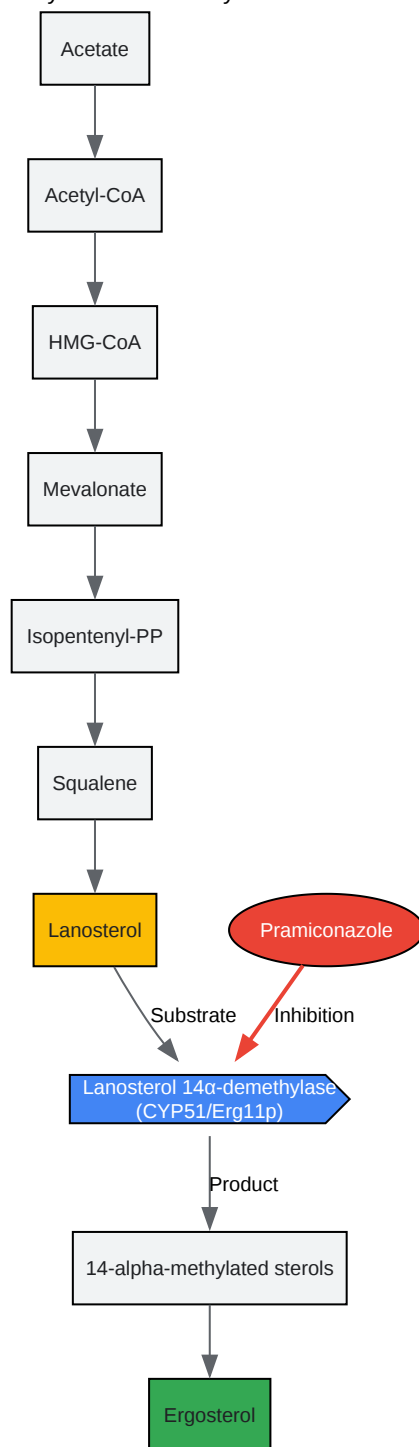 Acetate
Acetyl-CoA
HMG-CoA
Mevalonate
Isopentenyl-PP
Squalene
Lanosterol
Pramiconazole
Substrate
Inhibition
Lanosterol 14α-demethylase
(CYP51/Erg11p)
Product
14-alpha-methylated sterols
Ergosterol